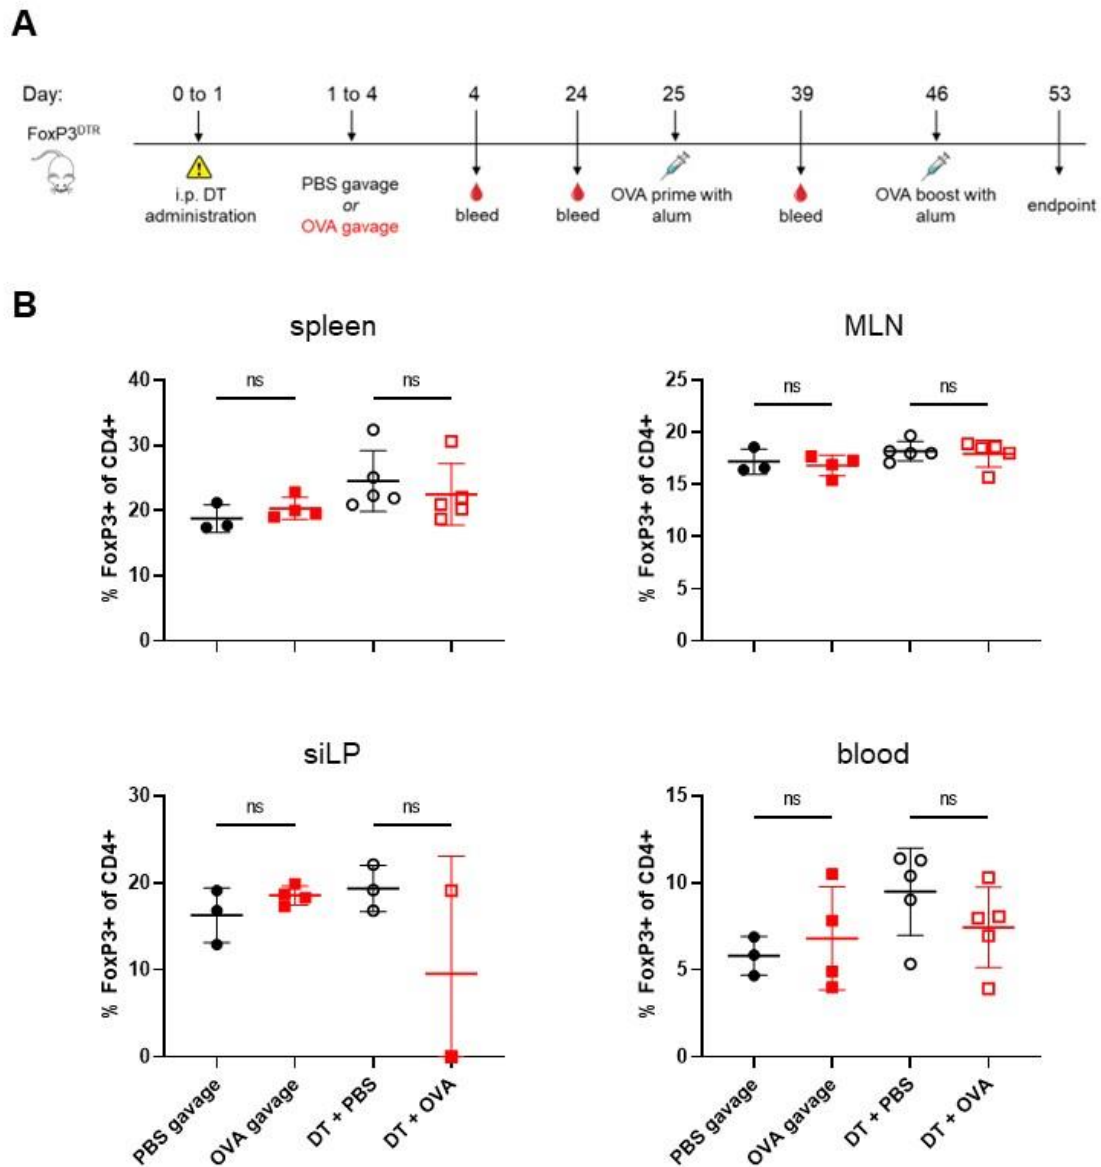 A
Day: 0 to 1 1 to 4 4 24 25 39 46 53
FoxP3DTR
i.p. DT
administration
PBS gavage
or
OVA gavage
bleed
bleed
OVA prime with
alum
bleed
OVA boost with
alum
endpoint
B
spleen
% FoxP3+ of CD4+
40
30
20
10
0
ns ns
MLN
% FoxP3+ of CD4+
25
20
15
10
5
0
ns ns
siLP
% FoxP3+ of CD4+
30
20
10
0
ns ns
PBS gavage
OVA gavage
DT + PBS
DT + OVA
blood
% FoxP3+ of CD4+
15
10
5
0
ns ns
PBS gavage
OVA gavage
DT + PBS
DT + OVA